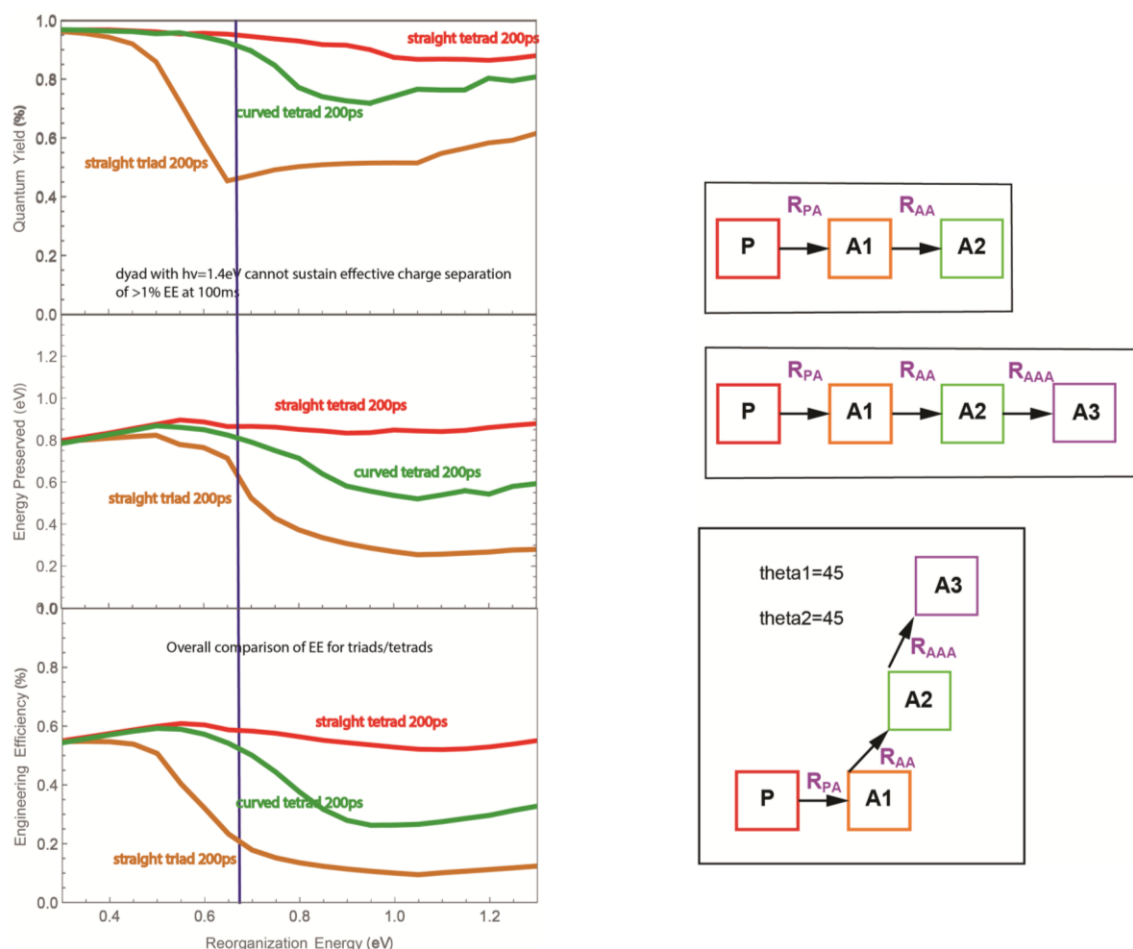 1.0
0.8
0.6
0.4
0.2
0.0
Quantum Yield (%)
straight tetrad 200ps
curved tetrad 200ps
straight triad 200ps
dyad with hv=1.4eV cannot sustain effective charge separation
of >1% EE at 100ms
1.2
1.0
0.8
0.6
0.4
0.2
Energy Preserved (eV)
straight tetrad 200ps
curved tetrad 200ps
straight triad 200ps
0.8
0.6
0.4
0.2
0.0
Engineering Efficiency (%)
Overall comparison of EE for triads/tetrads
straight tetrad 200ps
curved tetrad 200ps
straight triad 200ps
0.4 0.6 0.8 1.0 1.2
Reorganization Energy (eV)
RPA RAA
P A1 A2
RPA RAA RAAA
P A1 A2 A3
theta1=45
theta2=45
A3
RAAA
A2
RAA
RPA
P A1